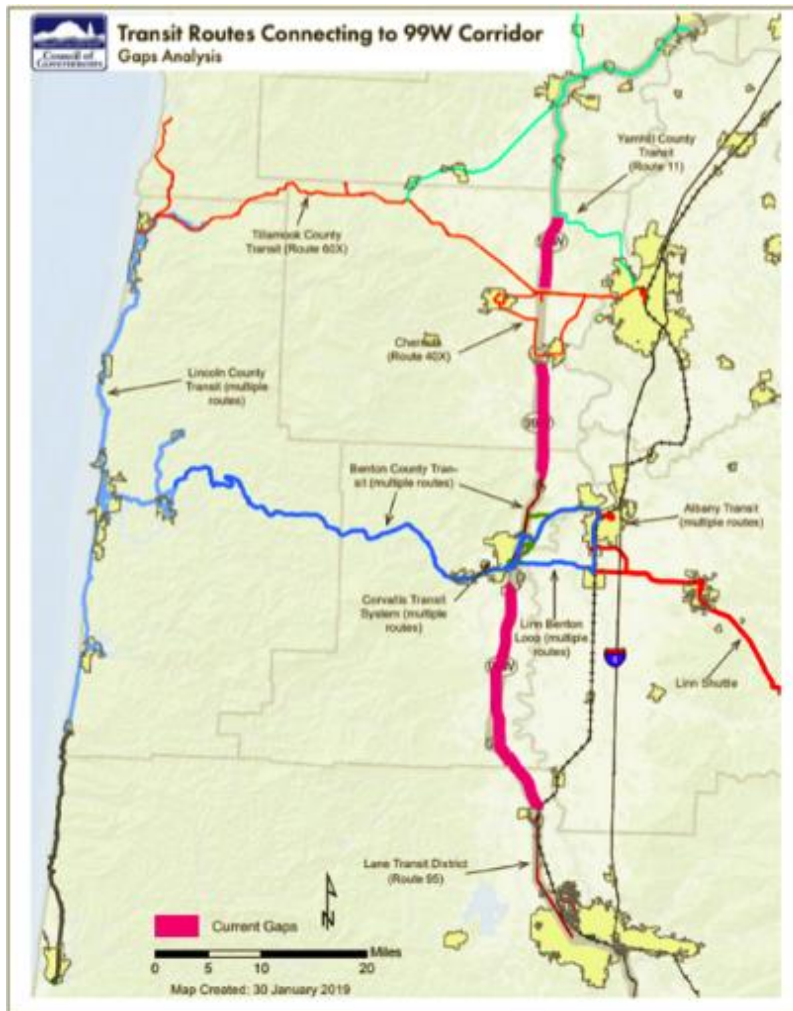 Council of
Governments
Transit Routes Connecting to 99W Corridor
Gaps Analysis
Yamhill County
Transit
(Route 11)
Tillamook County
Transit (Route 60X)
(Route 40X)
Lincoln County
Transit (multiple
routes)
Benton County Tran-
sit (multiple routes)
Albany Transit
(multiple routes)
Corvallis Transit
System (multiple
routes)
Linn Benton
Loop (multiple
routes)
Linn Shuttle
5
Lane Transit District
(Route 95)
N
Current Gaps
Miles
0 5 10 20
Map Created: 30 January 2019